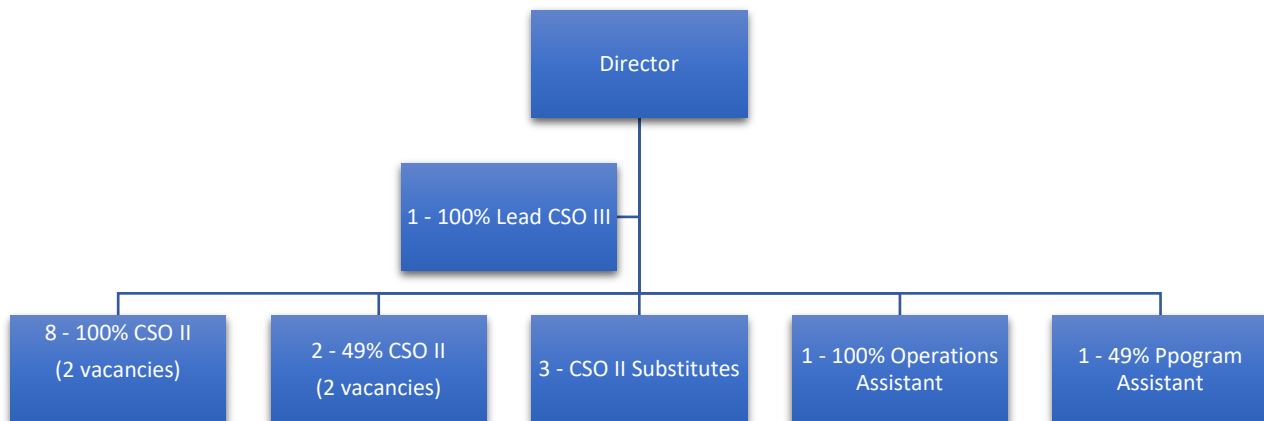 Director
1 - 100% Lead CSO III
8 - 100% CSO II
(2 vacancies)
2 - 49% CSO II
(2 vacancies)
3 - CSO II Substitutes
1 - 100% Operations
Assistant
1 - 49% Ppogram
Assistant